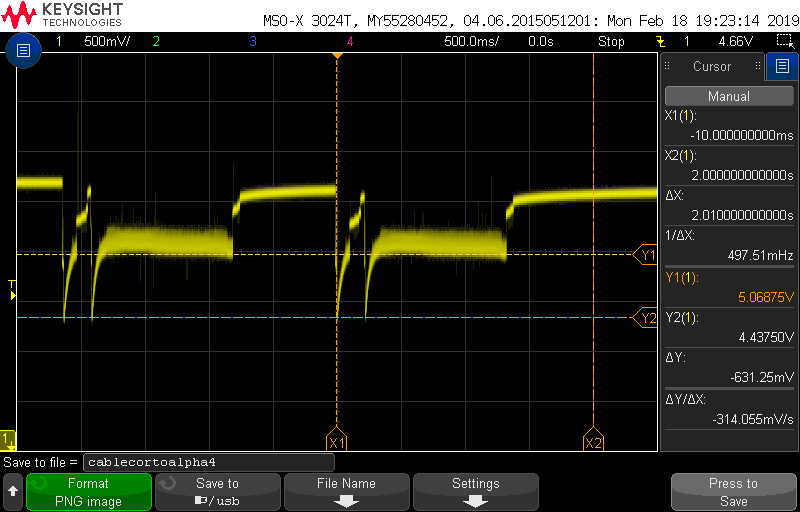 KEYSIGHT
TECHNOLOGIES
MSO-X 3024T, MY55280452, 04.06.2015051201: Mon Feb 18 19:23:14 2019
1 500mV/ 2 3 4 500.0ms/ 0.0s Stop 1 4.66V
Cursor
Manual
X1(1):
-10.000000000ms
X2(1):
2.000000000000s
ΔX:
2.010000000000s
1/ΔX:
497.51mHz
Y1(1):
5.06875V
Y2(1):
4.43750V
ΔY:
-631.25mV
ΔY/ΔX:
-314.055mV/s
T
Y1
Y2
1
X1
X2
Save to file = cablecortoalpha4
Format
PNG image
Save to
/usb
File Name
Settings
Press to
Save